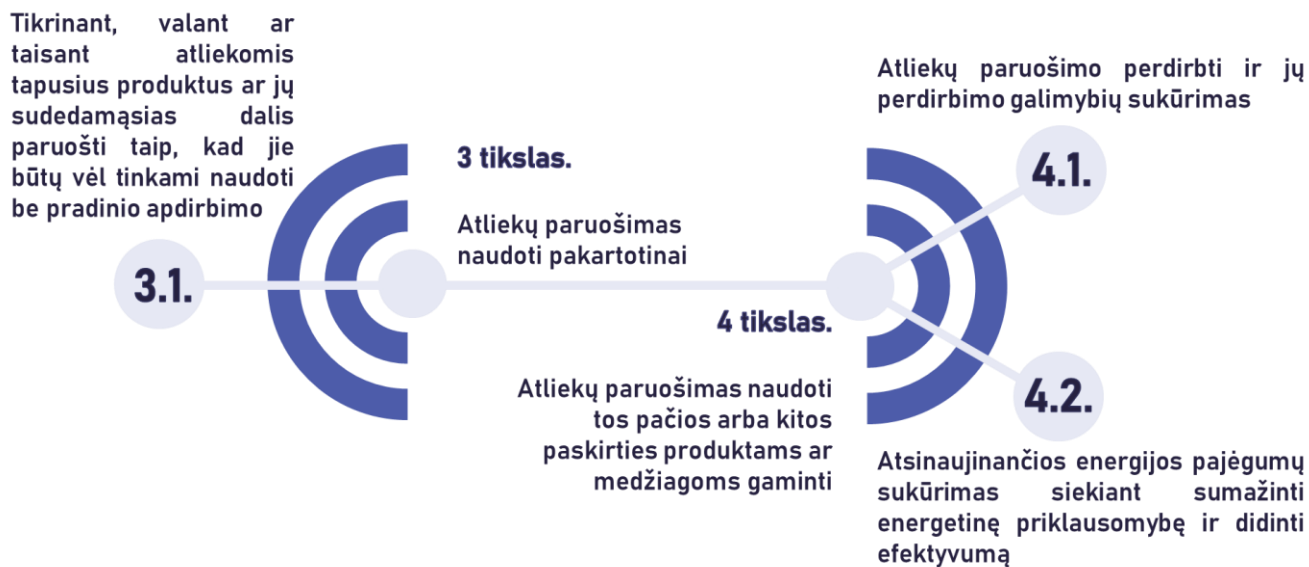 Tikrinant, valant ar
taisant atliekomis
tapusius produktus ar jų
sudedamąsias dalis
paruošti taip, kad jie
būtų vėl tinkami naudoti
be pradinio apdirbimo
3.1.
3 tikslas.
Atliekų paruošimas
naudoti pakartotinai
4 tikslas.
Atliekų paruošimas naudoti
tos pačios arba kitos
paskirties produktams ar
medžiagoms gaminti
Atliekų paruošimo perdirbti ir jų
perdirbimo galimybių sukūrimas
4.1.
4.2.
Atsinaujinančios energijos pajėgumų
sukūrimas siekiant sumažinti
energetinę priklausomybę ir didinti
efektyvumą